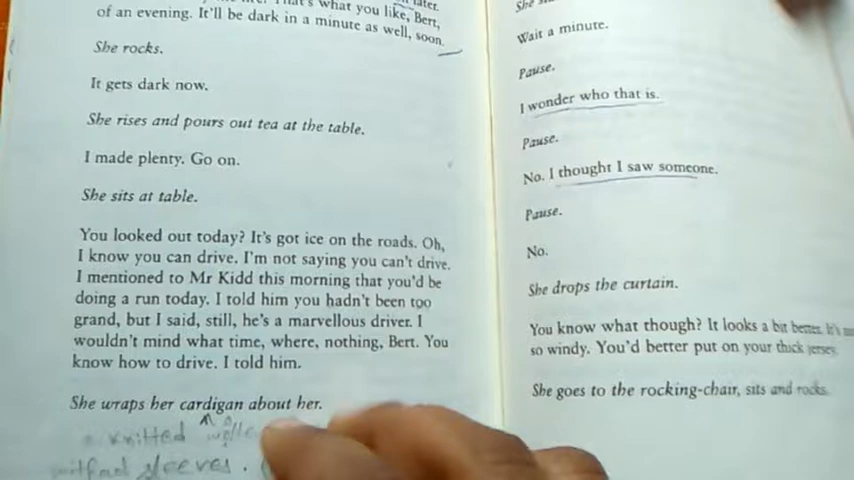 That's what you like, Bert,
of an evening. It'll be dark in a minute as well, soon.
She rocks.
It gets dark now.
She rises and pours out tea at the table.
I made plenty. Go on.
She sits at table.
You looked out today? It's got ice on the roads. Oh,
I know you can drive. I'm not saying you can't drive.
I mentioned to Mr Kidd this morning that you'd be
doing a run today. I told him you hadn't been too
grand, but I said, still, he's a marvellous driver. I
wouldn't mind what time, where, nothing, Bert. You
know how to drive. I told him.
She wraps her cardigan about her.
knitted
sleeves.
She
Wait a minute.
Pause.
I wonder who that is.
Pause.
No. I thought I saw someone.
Pause.
No.
She drops the curtain.
You know what though? It looks a bit better. It's
so windy. You'd better put on your thick jersey.
She goes to the rocking-chair, sits and rocks.